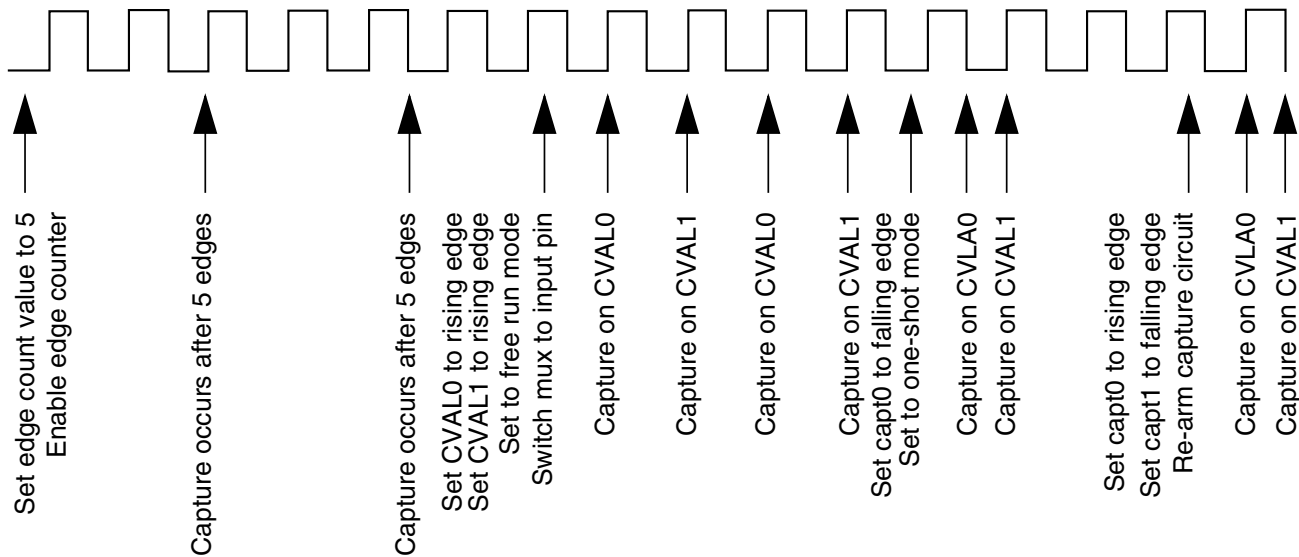 Set edge count value to 5
Enable edge counter
Capture occurs after 5 edges
Capture occurs after 5 edges
Set CVAL0 to rising edge
Set CVAL1 to rising edge
Set to free run mode
Switch mux to input pin
Capture on CVAL0
Capture on CVAL1
Capture on CVAL0
Capture on CVAL1
Set capt0 to falling edge
Set to one-shot mode
Capture on CVLA0
Capture on CVAL1
Set capt0 to rising edge
Set capt1 to falling edge
Re-arm capture circuit
Capture on CVLA0
Capture on CVAL1